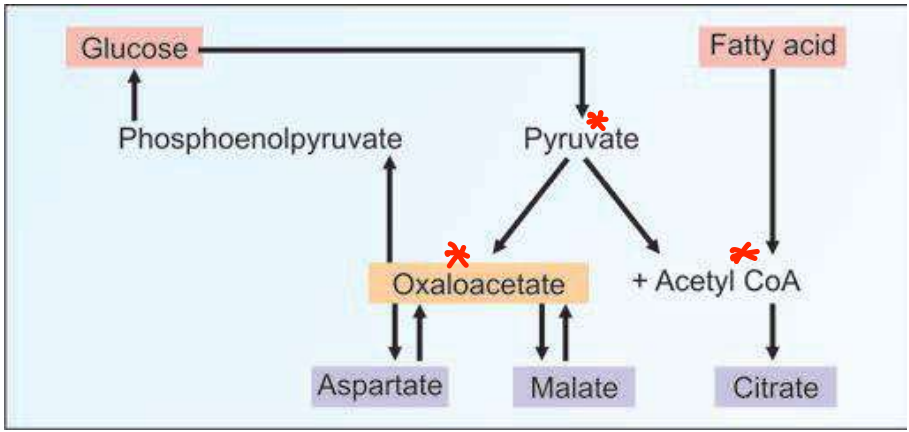 Glucose
Fatty acid
Phosphoenolpyruvate
Pyruvate
Oxaloacetate
+ Acetyl CoA
Aspartate
Malate
Citrate